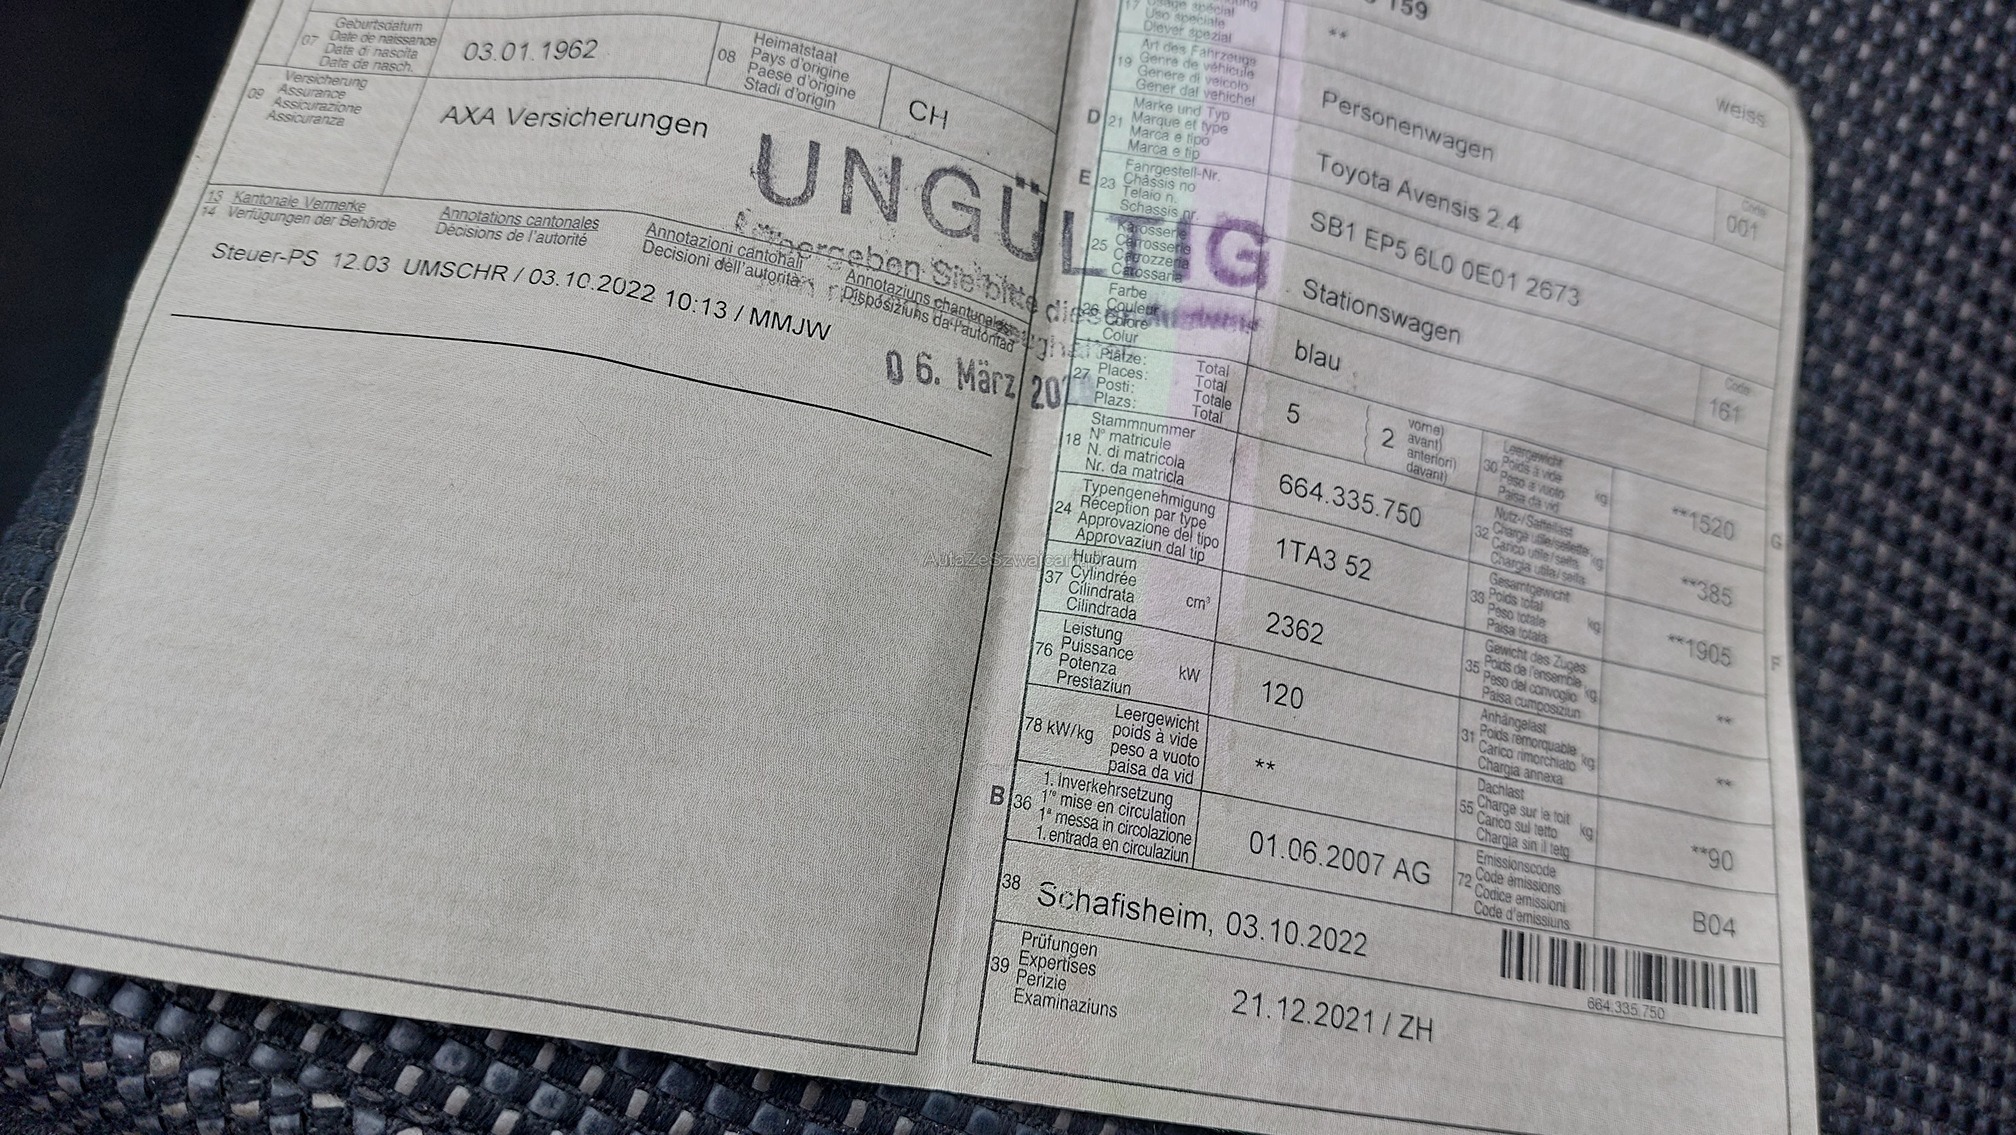 07
Geburtsdatum
Date de naissance
Data di nascita
Data da nasch.
03.01.1962
08
Heimatstaat
Pays d'origine
Paese d'origine
Stadi d'origin
CH
09
Versicherung
Assurance
Assicurazione
Assicuranza
AXA Versicherungen
UNGÜLTIG
13 Kantonale Vermerke
14 Verfügungen der Behörde
Annotations cantonales
Décisions de l'autorité
Annotazioni cantonali
Decisioni dell'autorità
Annotaziuns chantunalas
Disposiziuns da l'autoritad
Steuer-PS 12.03 UMSCHR / 03.10.2022 10:13 / MMJW
06. März
159
17
Usage spécial
Uso speciale
Diever spezial
**
Weiss
19
Art des Fahrzeugs
Genre de véhicule
Genere di veicolo
Gener dal vehichel
Personenwagen
Code
001
D 21
Marke und Typ
Marque et type
Marca e tipo
Marca e tip
Toyota Avensis 2.4
E 23
Fahrgestell-Nr.
Châssis no
Telaio n.
Schassis nr.
SB1 EP5 6L0 0E01 2673
25
Karosserie
Carrosserie
Carrozzeria
Carossaria
Stationswagen
Code
161
26
Farbe
Couleur
Colore
Colur
blau
27
Plätze:
Places:
Posti:
Plazs:
Total
Total
Totale
Total
5
2
vorne)
avant)
anteriori)
davant)
30
Leergewicht
Poids à vide
Peso a vuoto
Paisa da vid
kg
**1520
G
18
Stammnummer
N° matricule
N. di matricola
Nr. da matricla
664.335.750
32
Nutz-/Sattellast
Charge utile/sellette
Carico utile/sella
Chargia utila/sella
kg
**385
24
Typengenehmigung
Réception par type
Approvazione del tipo
Approvaziun dal tip
1TA3 52
33
Gesamtgewicht
Poids total
Peso totale
Paisa totala
kg
**1905
F
37
Hubraum
Cylindrée
Cilindrata
Cilindrada
cm³
2362
35
Gewicht des Zuges
Poids de l'ensemble
Peso del convoglio
Paisa cumposiziun
kg
**
76
Leistung
Puissance
Potenza
Prestaziun
kW
120
31
Anhängelast
Poids remorquable
Carico rimorchiato
Chargia annexa
kg
**
78 kW/kg
Leergewicht
poids à vide
peso a vuoto
paisa da vid
**
55
Dachlast
Charge sur le toit
Carico sul tetto
Chargia sin il tetg
kg
**90
B 36
1. Inverkehrsetzung
1re mise en circulation
1a messa in circolazione
1. entrada en circulaziun
01.06.2007 AG
72
Emissionscode
Code émissions
Codice emissioni
Code d'emissiuns
B04
38
Schafisheim, 03.10.2022
664.335.750
39
Prüfungen
Expertises
Perizie
Examinaziuns
21.12.2021 / ZH